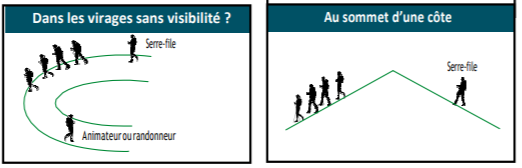 Dans les virages sans visibilité ?
Serre-file
Animateur ou randonneur
Au sommet d'une côte
Serre-file